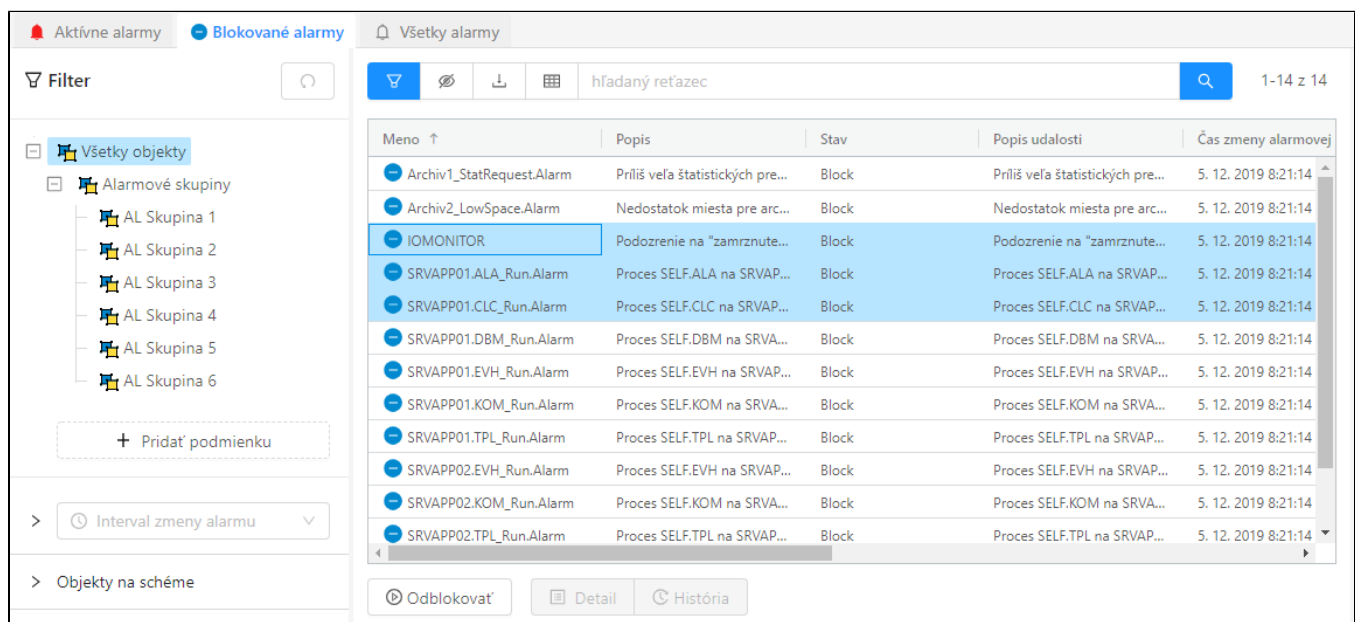 Aktívne alarmy Blokované alarmy Všetky alarmy
Filter
hľadaný reťazec 1-14 z 14
Všetky objekty
Alarmové skupiny
AL Skupina 1
AL Skupina 2
AL Skupina 3
AL Skupina 4
AL Skupina 5
AL Skupina 6
+ Pridať podmienku
Interval zmeny alarmu
Objekty na schéme
Meno Popis Stav Popis udalosti Čas zmeny alarmovej
Archiv1_StatRequest.Alarm Príliš veľa štatistických pre... Block Príliš veľa štatistických pre... 5. 12. 2019 8:21:14
Archiv2_LowSpace.Alarm Nedostatok miesta pre arc... Block Nedostatok miesta pre arc... 5. 12. 2019 8:21:14
IOMONITOR Podozrenie na "zamrznute... Block Podozrenie na "zamrznute... 5. 12. 2019 8:21:14
SRVAPP01.ALA_Run.Alarm Proces SELF.ALA na SRVAP... Block Proces SELF.ALA na SRVAP... 5. 12. 2019 8:21:14
SRVAPP01.CLC_Run.Alarm Proces SELF.CLC na SRVAP... Block Proces SELF.CLC na SRVAP... 5. 12. 2019 8:21:14
SRVAPP01.DBM_Run.Alarm Proces SELF.DBM na SRVA... Block Proces SELF.DBM na SRVA... 5. 12. 2019 8:21:14
SRVAPP01.EVH_Run.Alarm Proces SELF.EVH na SRVAP... Block Proces SELF.EVH na SRVAP... 5. 12. 2019 8:21:14
SRVAPP01.KOM_Run.Alarm Proces SELF.KOM na SRVA... Block Proces SELF.KOM na SRVA... 5. 12. 2019 8:21:14
SRVAPP01.TPL_Run.Alarm Proces SELF.TPL na SRVAP... Block Proces SELF.TPL na SRVAP... 5. 12. 2019 8:21:14
SRVAPP02.EVH_Run.Alarm Proces SELF.EVH na SRVAP... Block Proces SELF.EVH na SRVAP... 5. 12. 2019 8:21:14
SRVAPP02.KOM_Run.Alarm Proces SELF.KOM na SRVA... Block Proces SELF.KOM na SRVA... 5. 12. 2019 8:21:14
SRVAPP02.TPL_Run.Alarm Proces SELF.TPL na SRVAP... Block Proces SELF.TPL na SRVAP... 5. 12. 2019 8:21:14
Odblokovať Detail História